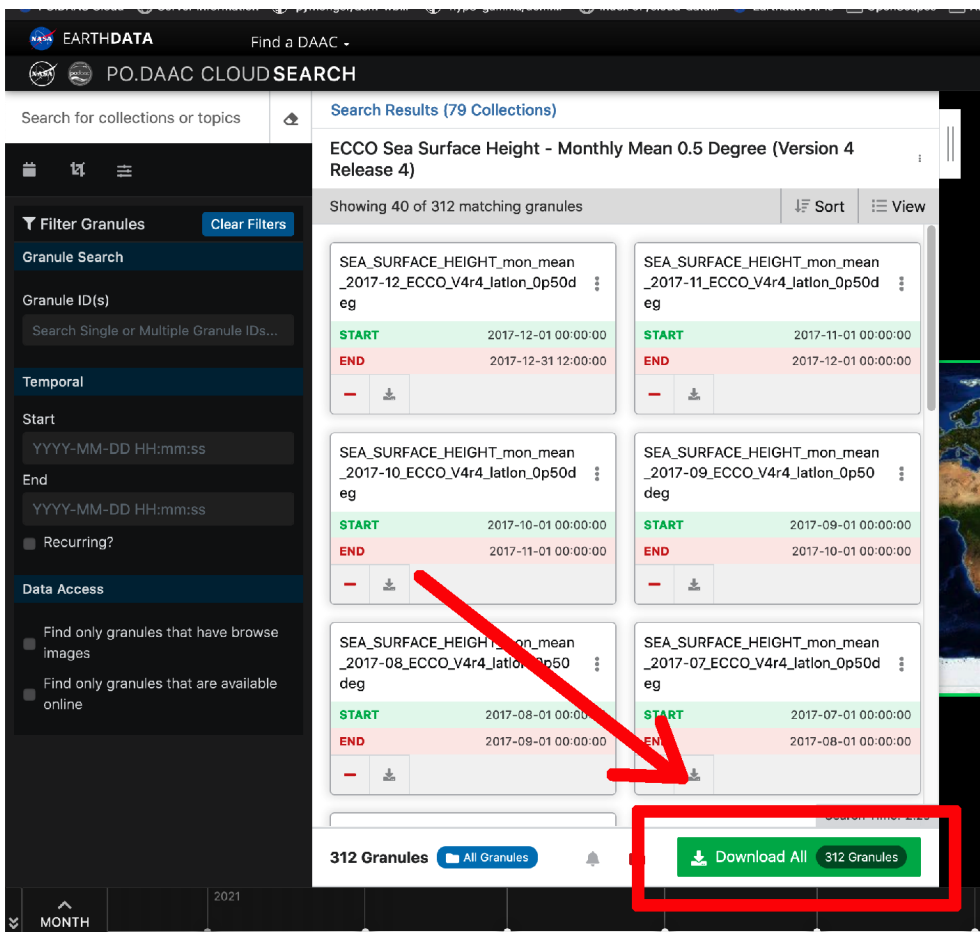 NASA
EARTHDATA
Find a DAAC
NASA
PO.DAAC CLOUD SEARCH
Search for collections or topics
Search Results (79 Collections)
ECCO Sea Surface Height - Monthly Mean 0.5 Degree (Version 4
Release 4)
Showing 40 of 312 matching granules
Sort
View
Filter Granules
Clear Filters
Granule Search
Granule ID(s)
Search Single or Multiple Granule IDs...
Temporal
Start
YYYY-MM-DD HH:mm:ss
End
YYYY-MM-DD HH:mm:ss
Recurring?
Data Access
Find only granules that have browse
images
Find only granules that are available
online
SEA_SURFACE_HEIGHT_mon_mean
_2017-12_ECCO_V4r4_latlon_0p50d
eg
START 2017-12-01 00:00:00
END 2017-12-31 12:00:00
SEA_SURFACE_HEIGHT_mon_mean
_2017-11_ECCO_V4r4_latlon_0p50d
eg
START 2017-11-01 00:00:00
END 2017-12-01 00:00:00
SEA_SURFACE_HEIGHT_mon_mean
_2017-10_ECCO_V4r4_latlon_0p50d
eg
START 2017-10-01 00:00:00
END 2017-11-01 00:00:00
SEA_SURFACE_HEIGHT_mon_mean
_2017-09_ECCO_V4r4_latlon_0p50
deg
START 2017-09-01 00:00:00
END 2017-10-01 00:00:00
SEA_SURFACE_HEIGHT_mon_mean
_2017-08_ECCO_V4r4_latlon_0p50
deg
START 2017-08-01 00:00:00
END 2017-09-01 00:00:00
SEA_SURFACE_HEIGHT_mon_mean
_2017-07_ECCO_V4r4_latlon_0p50d
eg
START 2017-07-01 00:00:00
END 2017-08-01 00:00:00
312 Granules
All Granules
Download All
312 Granules
2021
MONTH